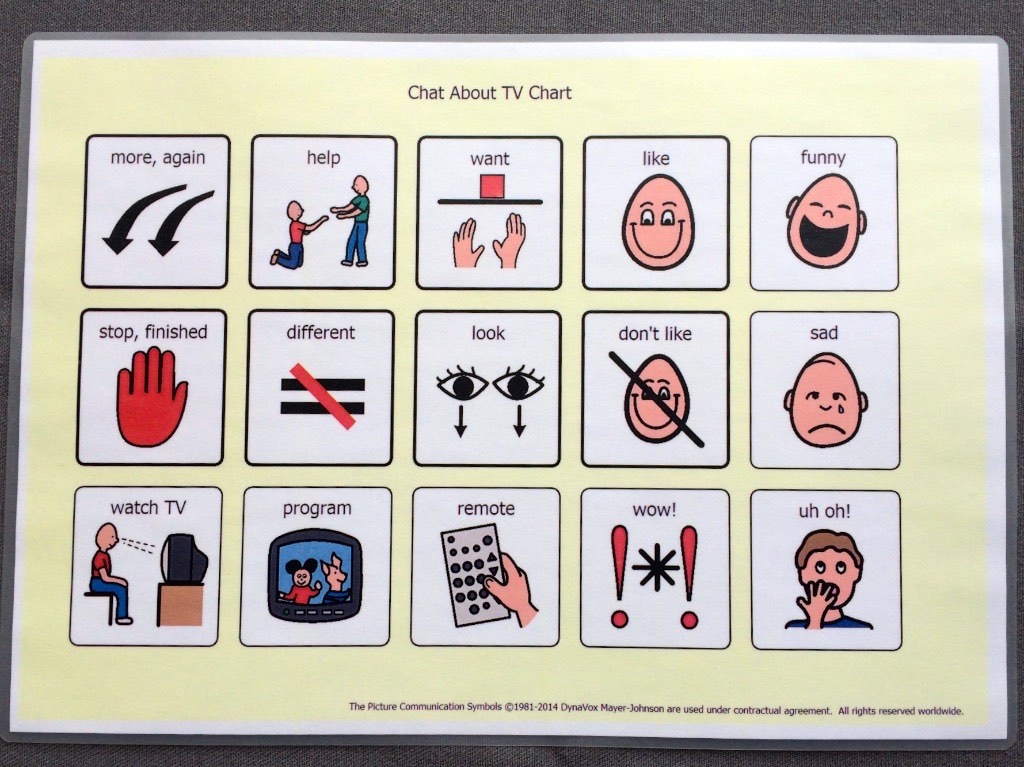 Chat About TV Chart
more, again
help
want
like
funny
stop, finished
different
look
don't like
sad
watch TV
program
remote
wow!
uh oh!
The Picture Communication Symbols ©1981-2014 DynaVox Mayer-Johnson are used under contractual agreement. All rights reserved worldwide.